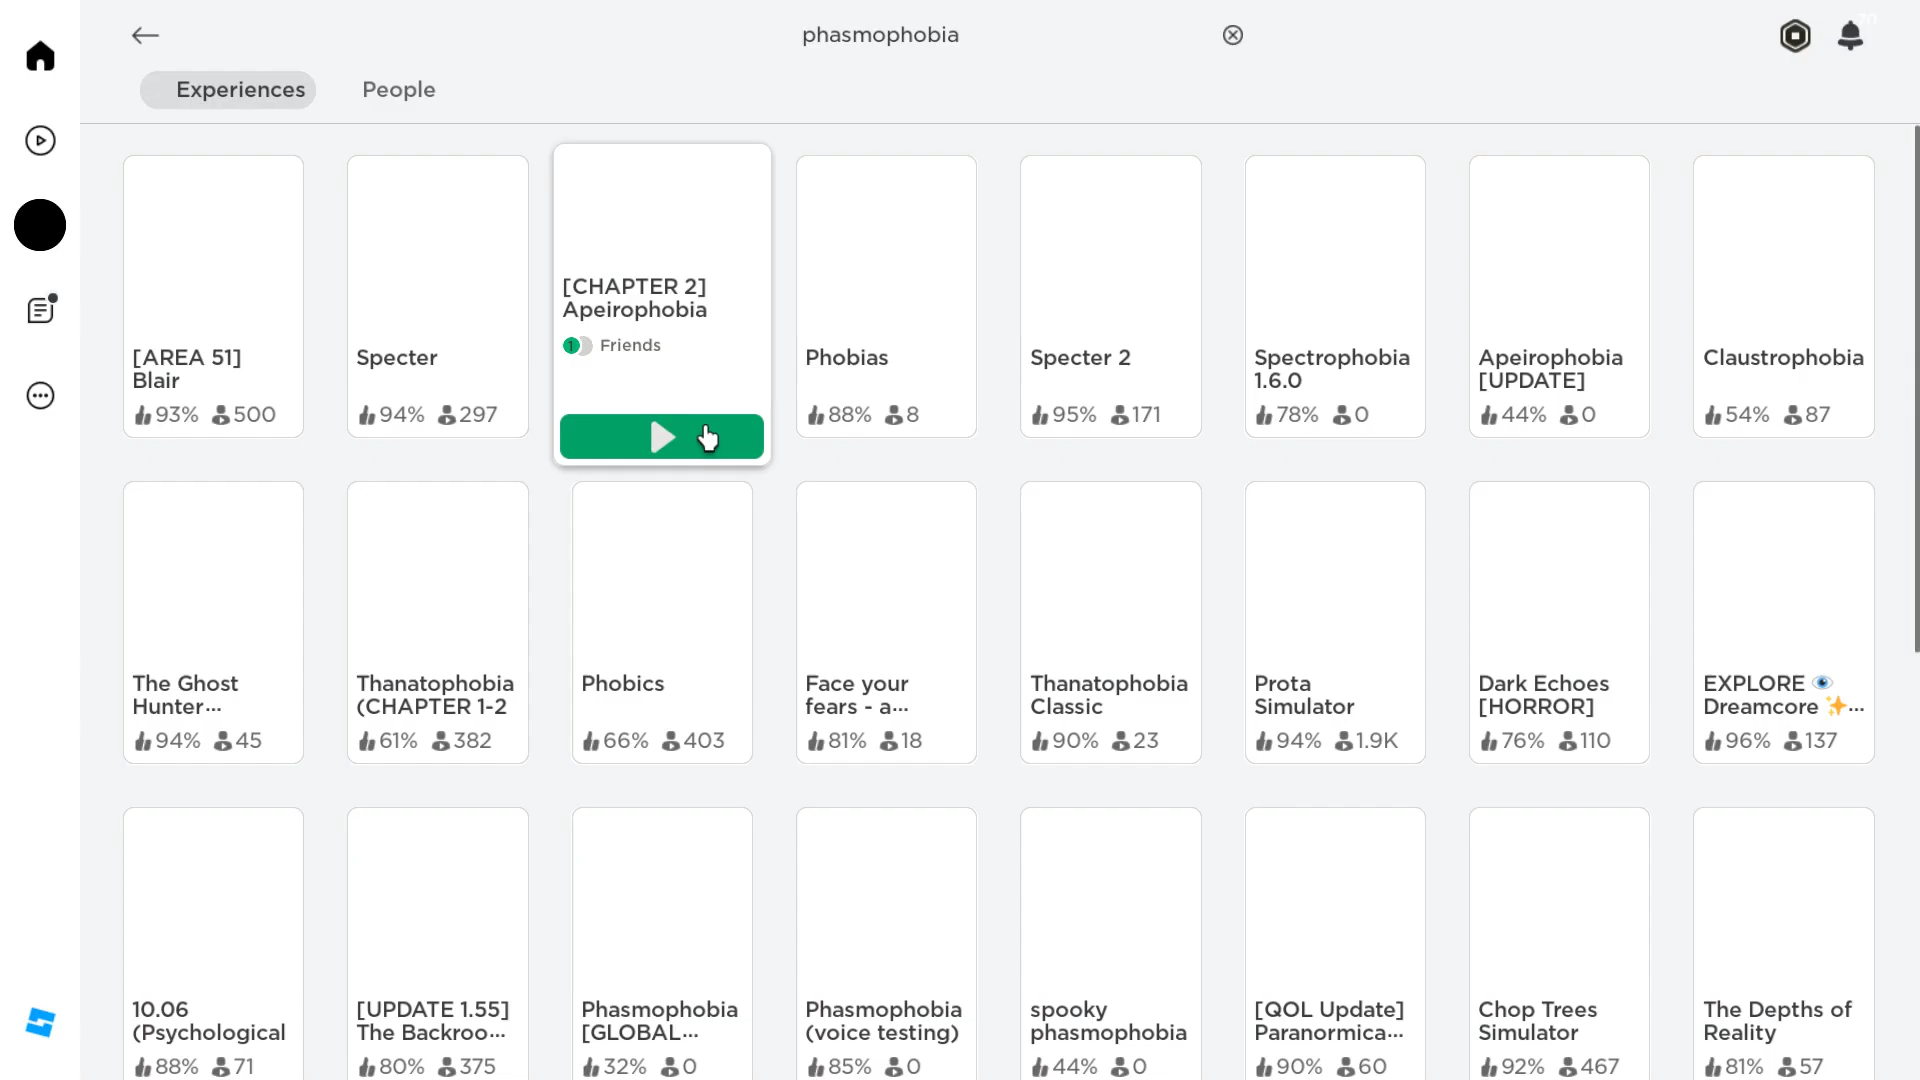 phasmophobia
Experiences
People
[AREA 51]
Blair
93% 500
Specter
94% 297
[CHAPTER 2]
Apeirophobia
1 Friends
Phobias
88% 8
Specter 2
95% 171
Spectrophobia
1.6.0
78% 0
Apeirophobia
[UPDATE]
44% 0
Claustrophobia
54% 87
The Ghost
Hunter...
94% 45
Thanatophobia
(CHAPTER 1-2
61% 382
Phobics
66% 403
Face your
fears - a...
81% 18
Thanatophobia
Classic
90% 23
Prota
Simulator
94% 1.9K
Dark Echoes
[HORROR]
76% 110
EXPLORE 👁️
Dreamcore ✨...
96% 137
10.06
(Psychological
88% 71
[UPDATE 1.55]
The Backroo...
80% 375
Phasmophobia
[GLOBAL...
32% 0
Phasmophobia
(voice testing)
85% 0
spooky
phasmophobia
44% 0
[QOL Update]
Paranormica...
90% 60
Chop Trees
Simulator
92% 467
The Depths of
Reality
81% 57